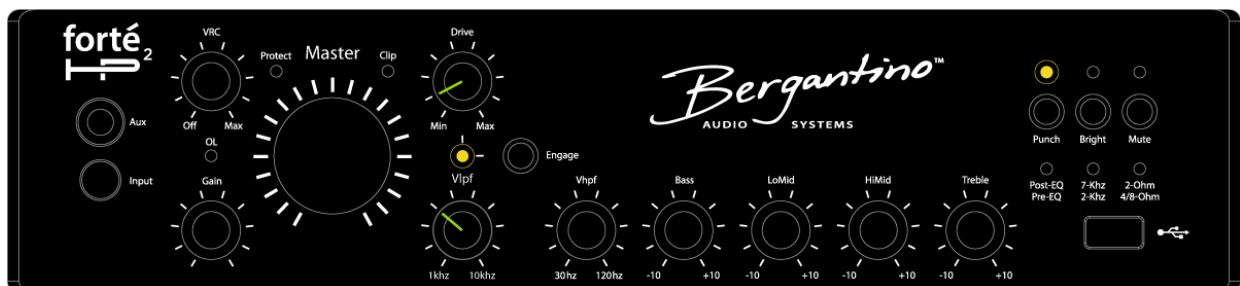 forté
HP2
Aux
Input
VRC
Off Max
OL
Gain
Protect
Master
Clip
Drive
Min Max
Engage
Vlpf
1khz 10khz
Bergantino™
AUDIO SYSTEMS
Vhpf
30hz 120hz
Bass
-10 +10
LoMid
-10 +10
HiMid
-10 +10
Treble
-10 +10
Punch
Bright
Mute
Post-EQ
Pre-EQ
7-Khz
2-Khz
2-Ohm
4/8-Ohm